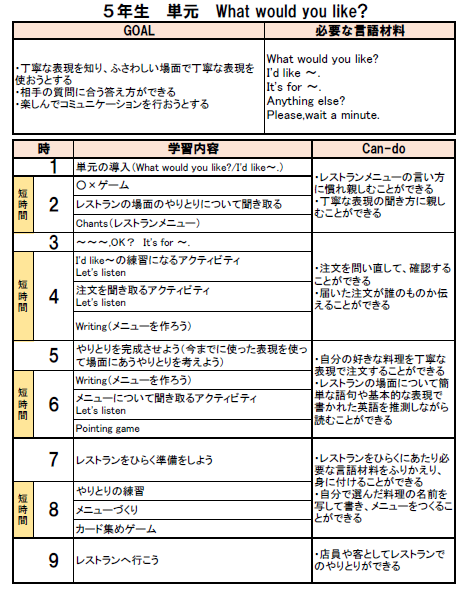 ５年生　単元　What would you like?
GOAL
必要な言語材料
・丁寧な表現を知り、ふさわしい場面で丁寧な表現を
使おうとする
・相手の質問に合う答え方ができる
・楽しんでコミュニケーションを行おうとする
What would you like?
I'd like ～.
It's for ～.
Anything else?
Please,wait a minute.
時
学習内容
Can-do
1
単元の導入(What would you like?/I'd like～.)
・レストランメニューの言い方
に慣れ親しむことができる
・丁寧な表現の聞き方に親し
むことができる
短時間
2
〇×ゲーム
レストランの場面のやりとりについて聞き取る
Chants(レストランメニュー)
3
～～～,OK？ It's for ～.
・注文を問い直して、確認する
ことができる
・届いた注文が誰のものか伝
えることができる
短時間
4
I'd like～の練習になるアクティビティ
Let's listen
注文を聞き取るアクティビティ
Let's listen
Writing(メニューを作ろう)
5
やりとりを完成させよう(今までに使った表現を使っ
て場面にあうやりとりを考えよう)
・自分の好きな料理を丁寧な
表現で注文することができる
・レストランの場面について簡
単な語句や基本的な表現で
書かれた英語を推測しながら
読むことができる
短時間
6
Writing(メニューを作ろう)
メニューについて聞き取るアクティビティ
Let's listen
Pointing game
7
レストランをひらく準備をしよう
・レストランをひらくにあたり必
要な言語材料をふりかえり、
身に付けることができる
・自分で選んだ料理の名前を
写して書き、メニューをつくるこ
とができる
短時間
8
やりとりの練習
メニューづくり
カード集めゲーム
9
レストランへ行こう
・店員や客としてレストランで
のやりとりができる